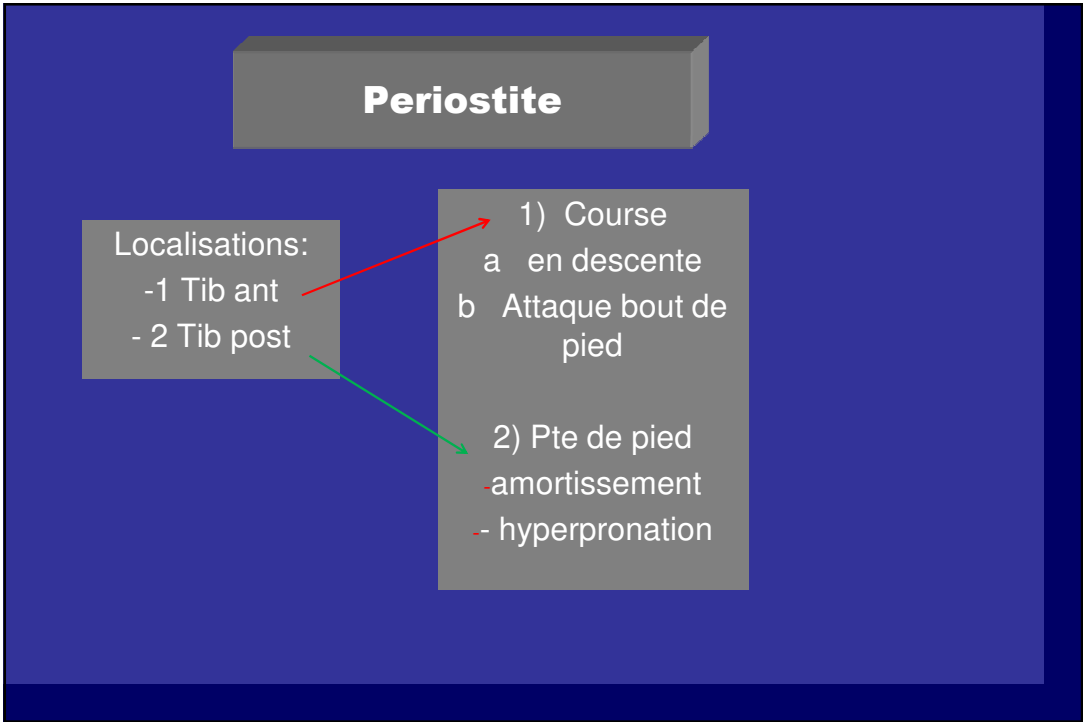 Periostite
Localisations:
-1 Tib ant
- 2 Tib post
1) Course
a en descente
b Attaque bout de
pied
2) Pte de pied
-amortissement
-- hyperpronation